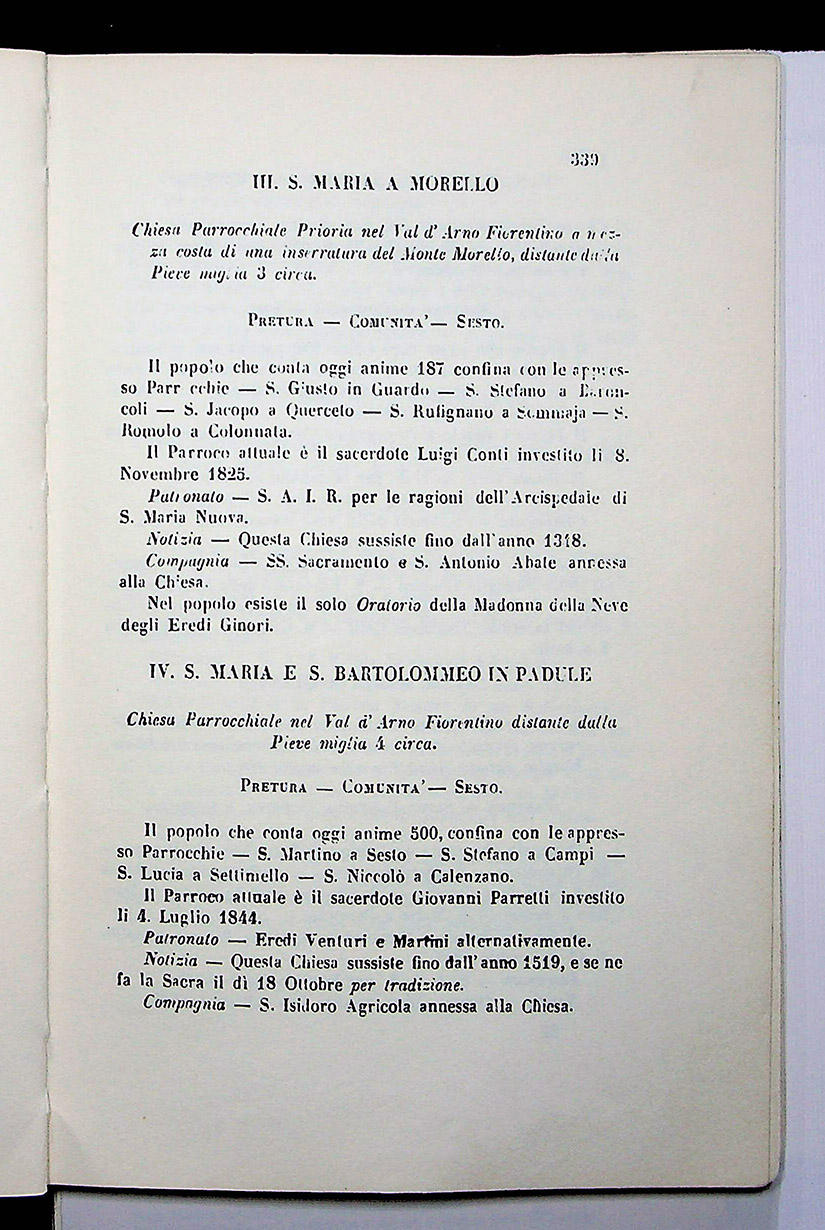 339
III. S. MARIA A MORELLO
Chiesa Parrocchiale Prioria nel Val d' Arno Fiorentino a mez-
za costa di una inserratura del Monte Morello, distante dalla
Pieve miglia 3 circa.
PRETURA — COMUNITA' — SESTO.
Il popolo che conta oggi anime 187 confina con le appres-
so Parrocchie — S. Giusto in Guardo — S. Stefano a Baron-
coli — S. Jacopo a Querceto — S. Rufignano a Sommaja — S.
Romolo a Colonnata.
Il Parroco attuale è il sacerdote Luigi Conti investito li 8.
Novembre 1825.
Patronato — S. A. I. R. per le ragioni dell'Arcispedale di
S. Maria Nuova.
Notizia — Questa Chiesa sussiste fino dall'anno 1318.
Compagnia — SS. Sacramento e S. Antonio Abate annessa
alla Chiesa.
Nel popolo esiste il solo Oratorio della Madonna della Neve
degli Eredi Ginori.
IV. S. MARIA E S. BARTOLOMMEO IN PADULE
Chiesa Parrocchiale nel Val d' Arno Fiorentino distante dalla
Pieve miglia 4 circa.
PRETURA — COMUNITA' — SESTO.
Il popolo che conta oggi anime 500, confina con le appres-
so Parrocchie — S. Martino a Sesto — S. Stefano a Campi —
S. Lucia a Settimello — S. Niccolò a Calenzano.
Il Parroco attuale è il sacerdote Giovanni Parretti investito
li 4. Luglio 1844.
Patronato — Eredi Venturi e Martini alternativamente.
Notizia — Questa Chiesa sussiste fino dall'anno 1519, e se ne
fa la Sacra il dì 18 Ottobre per tradizione.
Compagnia — S. Isidoro Agricola annessa alla Chiesa.